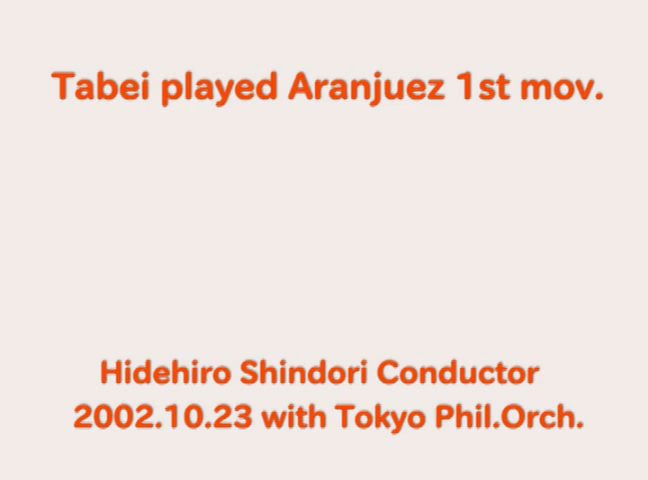 Tabei played Aranjuez 1st mov.
Hidehiro Shindori Conductor
2002.10.23 with Tokyo Phil.Orch.